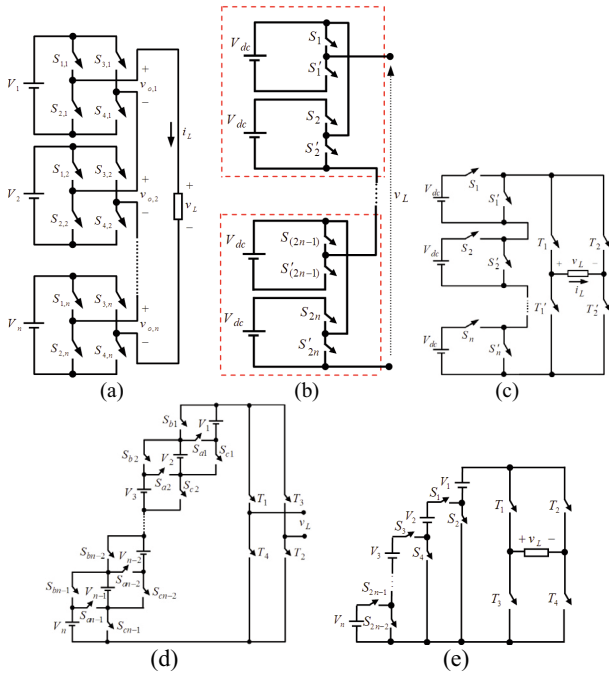 V1
S1,1
S3,1
S2,1
S4,1
+
vo,1
−
iL
V2
S1,2
S3,2
S2,2
S4,2
+
vo,2
−
+
vL
−
Vn
S1,n
S3,n
S2,n
S4,n
+
vo,n
−
(a)
Vdc
S1
S1′
Vdc
S2
S2′
vL
Vdc
S(2n−1)
S′(2n−1)
Vdc
S2n
S′2n
(b)
Vdc
S1
S1′
Vdc
S2
S2′
Vdc
Sn
Sn′
T1
T2
+ vL −
iL
T1′
T2′
(c)
Sb1
V1
Sa1
Sc1
Sb2
V2
Sa2
Sc2
V3
Sbn−2
Vn−2
San−2
Scn−2
Sbn−1
Vn−1
San−1
Scn−1
Vn
T1
T3
vL
T4
T2
(d)
V1
S1
S2
V2
S3
S4
V3
S2n−1
S2n−2
Vn
T1
T2
+ vL −
T3
T4
(e)